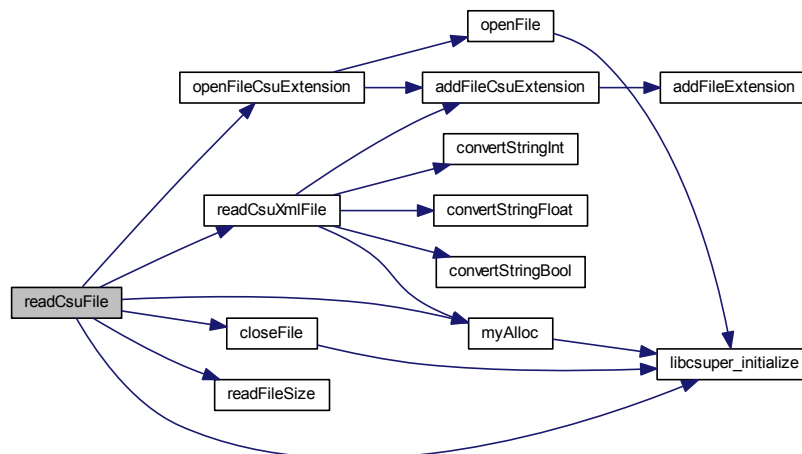 openFile
openFileCsuExtension
addFileCsuExtension
addFileExtension
convertStringInt
readCsuXmlFile
convertStringFloat
convertStringBool
readCsuFile
closeFile
myAlloc
libcsuper_initialize
readFileSize